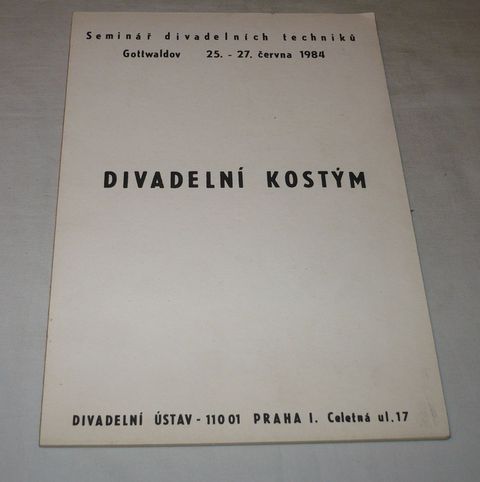 Seminář divadelních techniků
Gottwaldov 25. - 27. června 1984
DIVADELNÍ KOSTÝM
DIVADELNÍ ÚSTAV - 110 01 PRAHA I. Celetná ul. 17